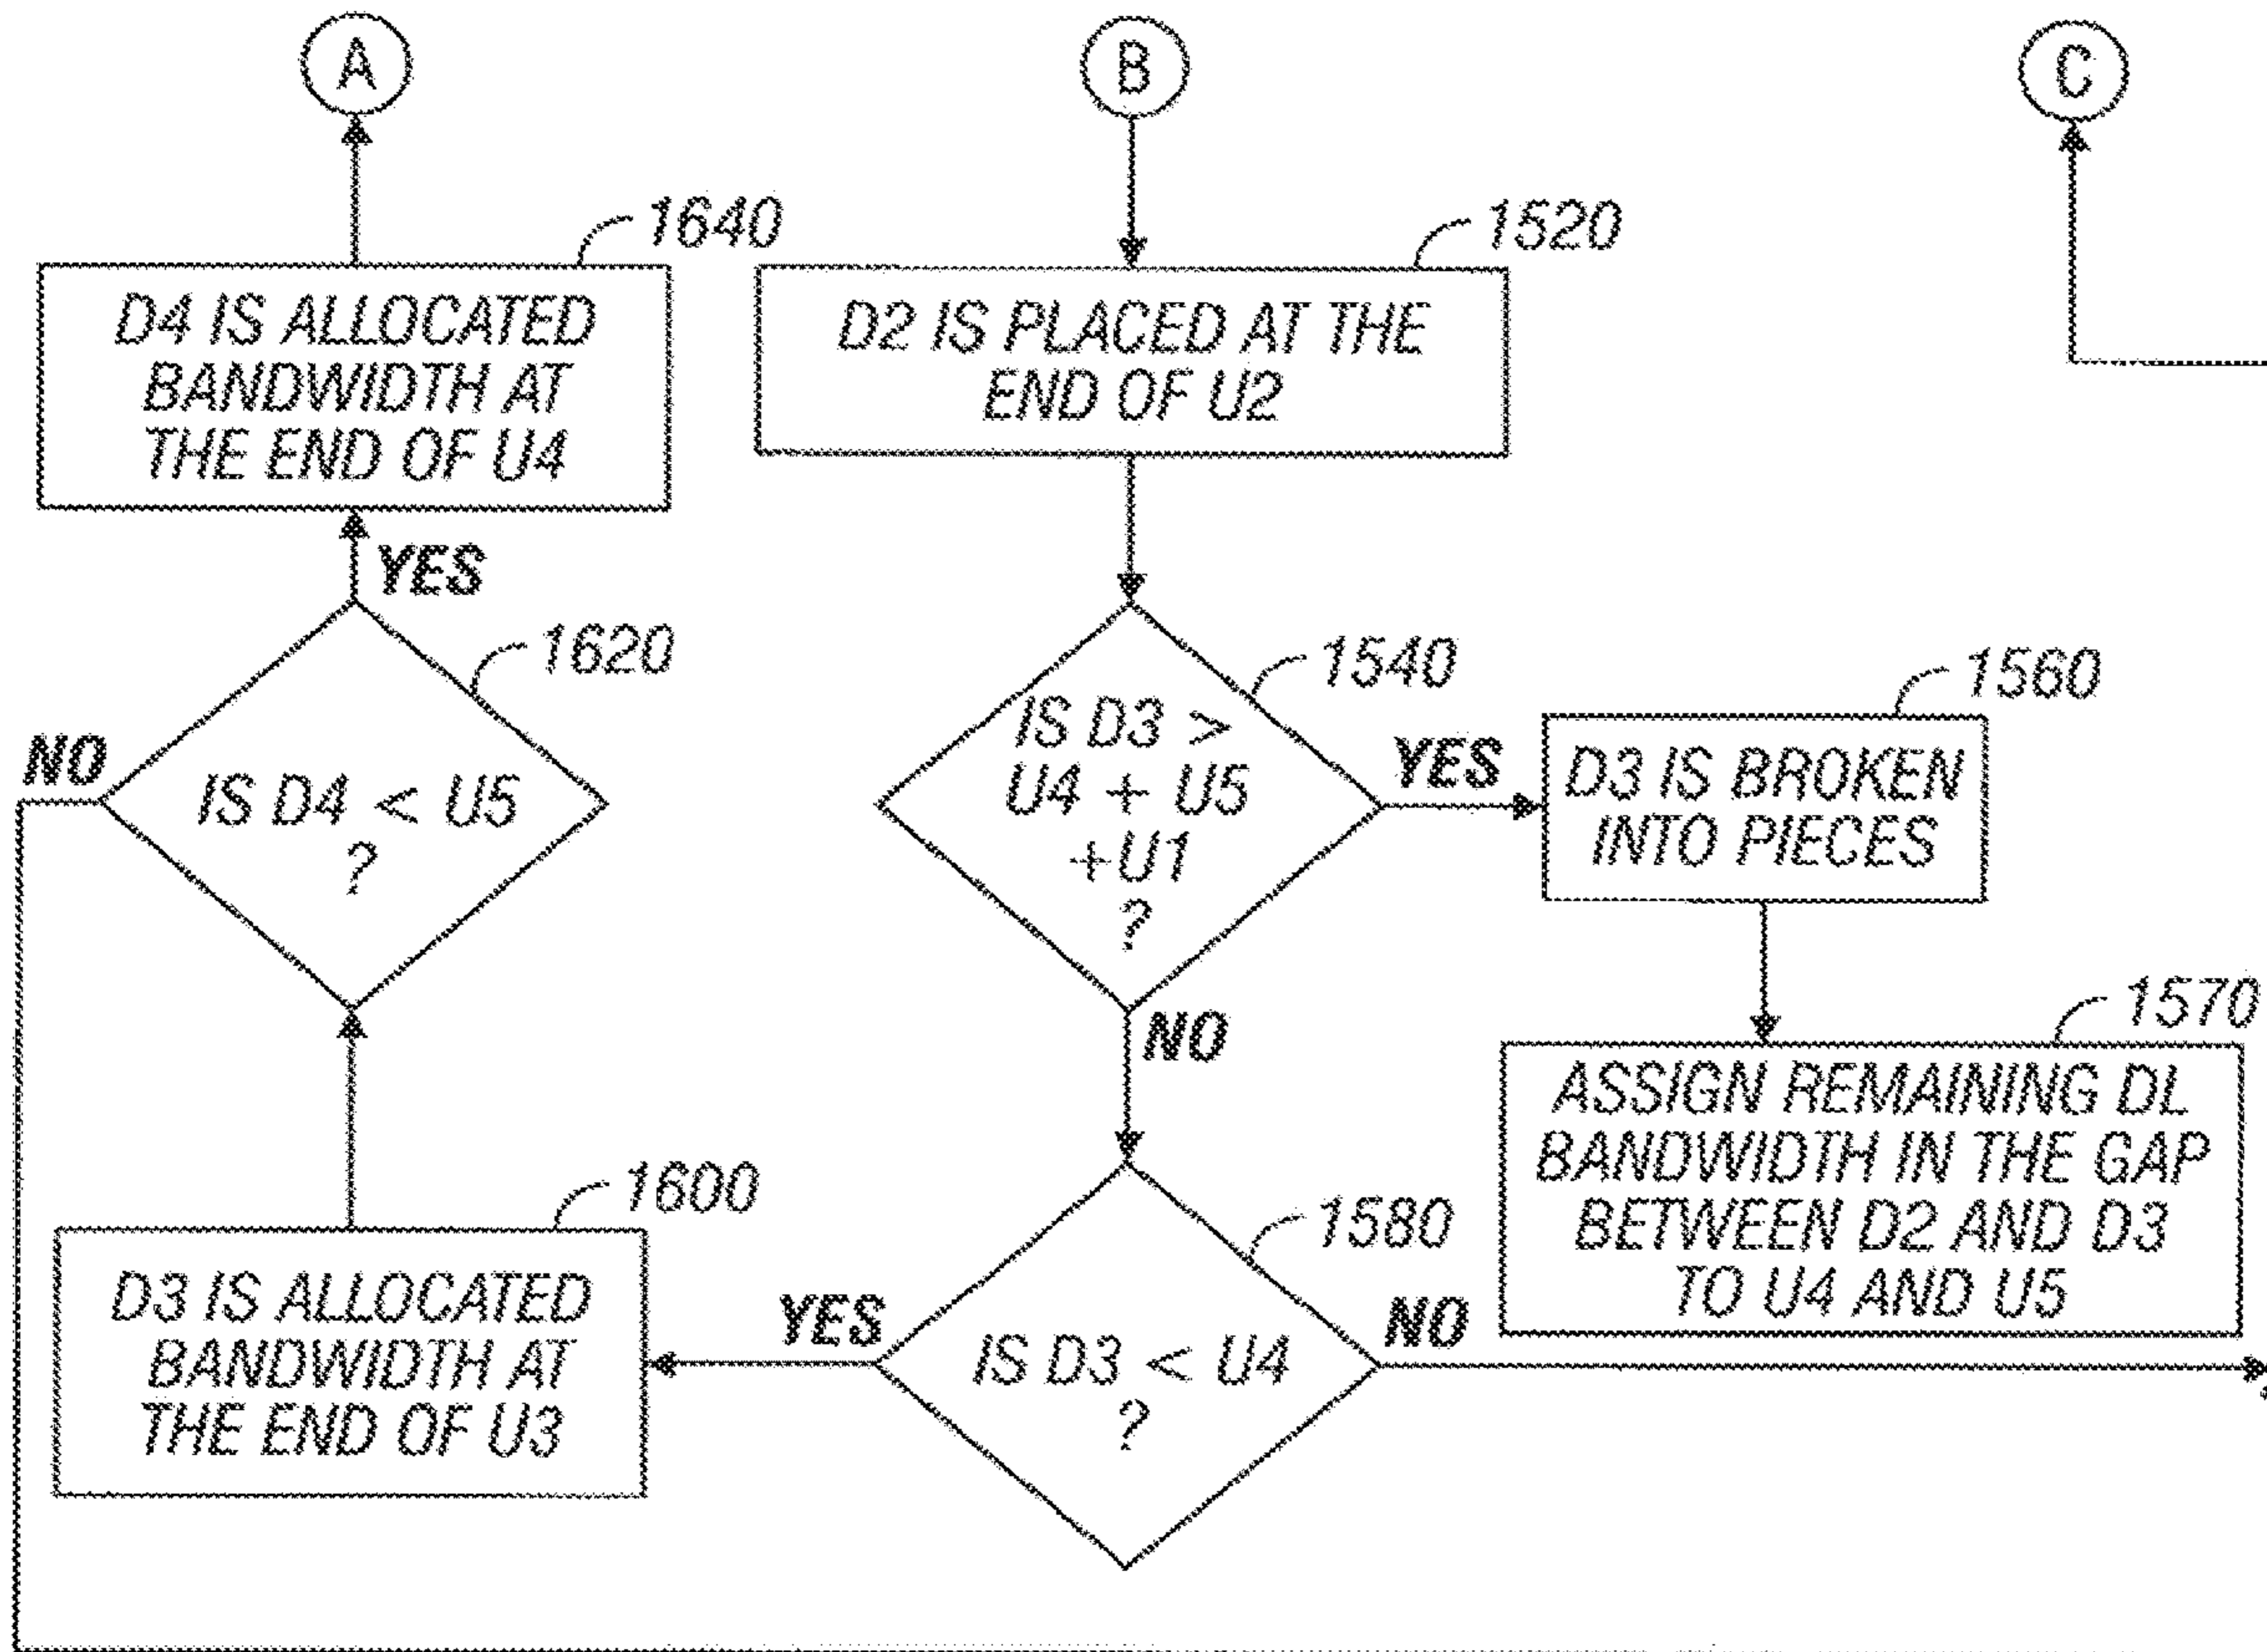 A
B
C
1640
D4 IS ALLOCATED
BANDWIDTH AT
THE END OF U4
1520
D2 IS PLACED AT THE
END OF U2
YES
1620
NO
IS D4 < U5
?
1540
IS D3 >
U4 + U5
+U1
?
YES
1560
D3 IS BROKEN
INTO PIECES
NO
1570
ASSIGN REMAINING DL
BANDWIDTH IN THE GAP
BETWEEN D2 AND D3
TO U4 AND U5
1600
D3 IS ALLOCATED
BANDWIDTH AT
THE END OF U3
YES
1580
IS D3 < U4
?
NO